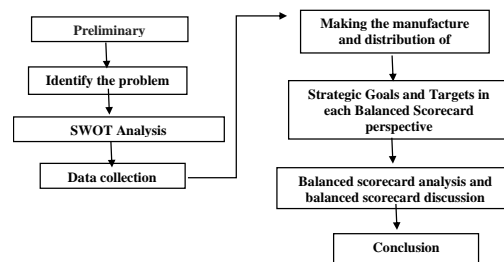 Preliminary
Identify the problem
SWOT Analysis
Data collection
Making the manufacture
and distribution of
Strategic Goals and Targets in
each Balanced Scorecard
perspective
Balanced scorecard analysis and
balanced scorecard discussion
Conclusion